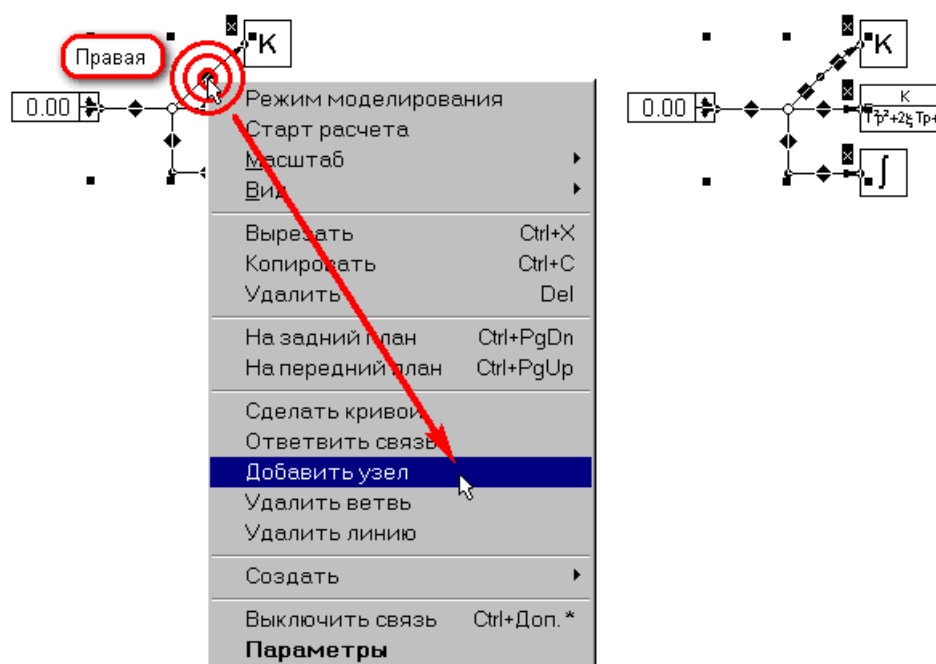 Правая
K
0.00
Режим моделирования
Старт расчета
Масштаб
Вид
Вырезать Ctrl+X
Копировать Ctrl+C
Удалить Del
На задний план Ctrl+PgDn
На передний план Ctrl+PgUp
Сделать кривой
Ответвить связь
Добавить узел
Удалить ветвь
Удалить линию
Создать
Выключить связь Ctrl+Доп. *
Параметры
K
0.00
K
Tp²+2ξTp+
∫